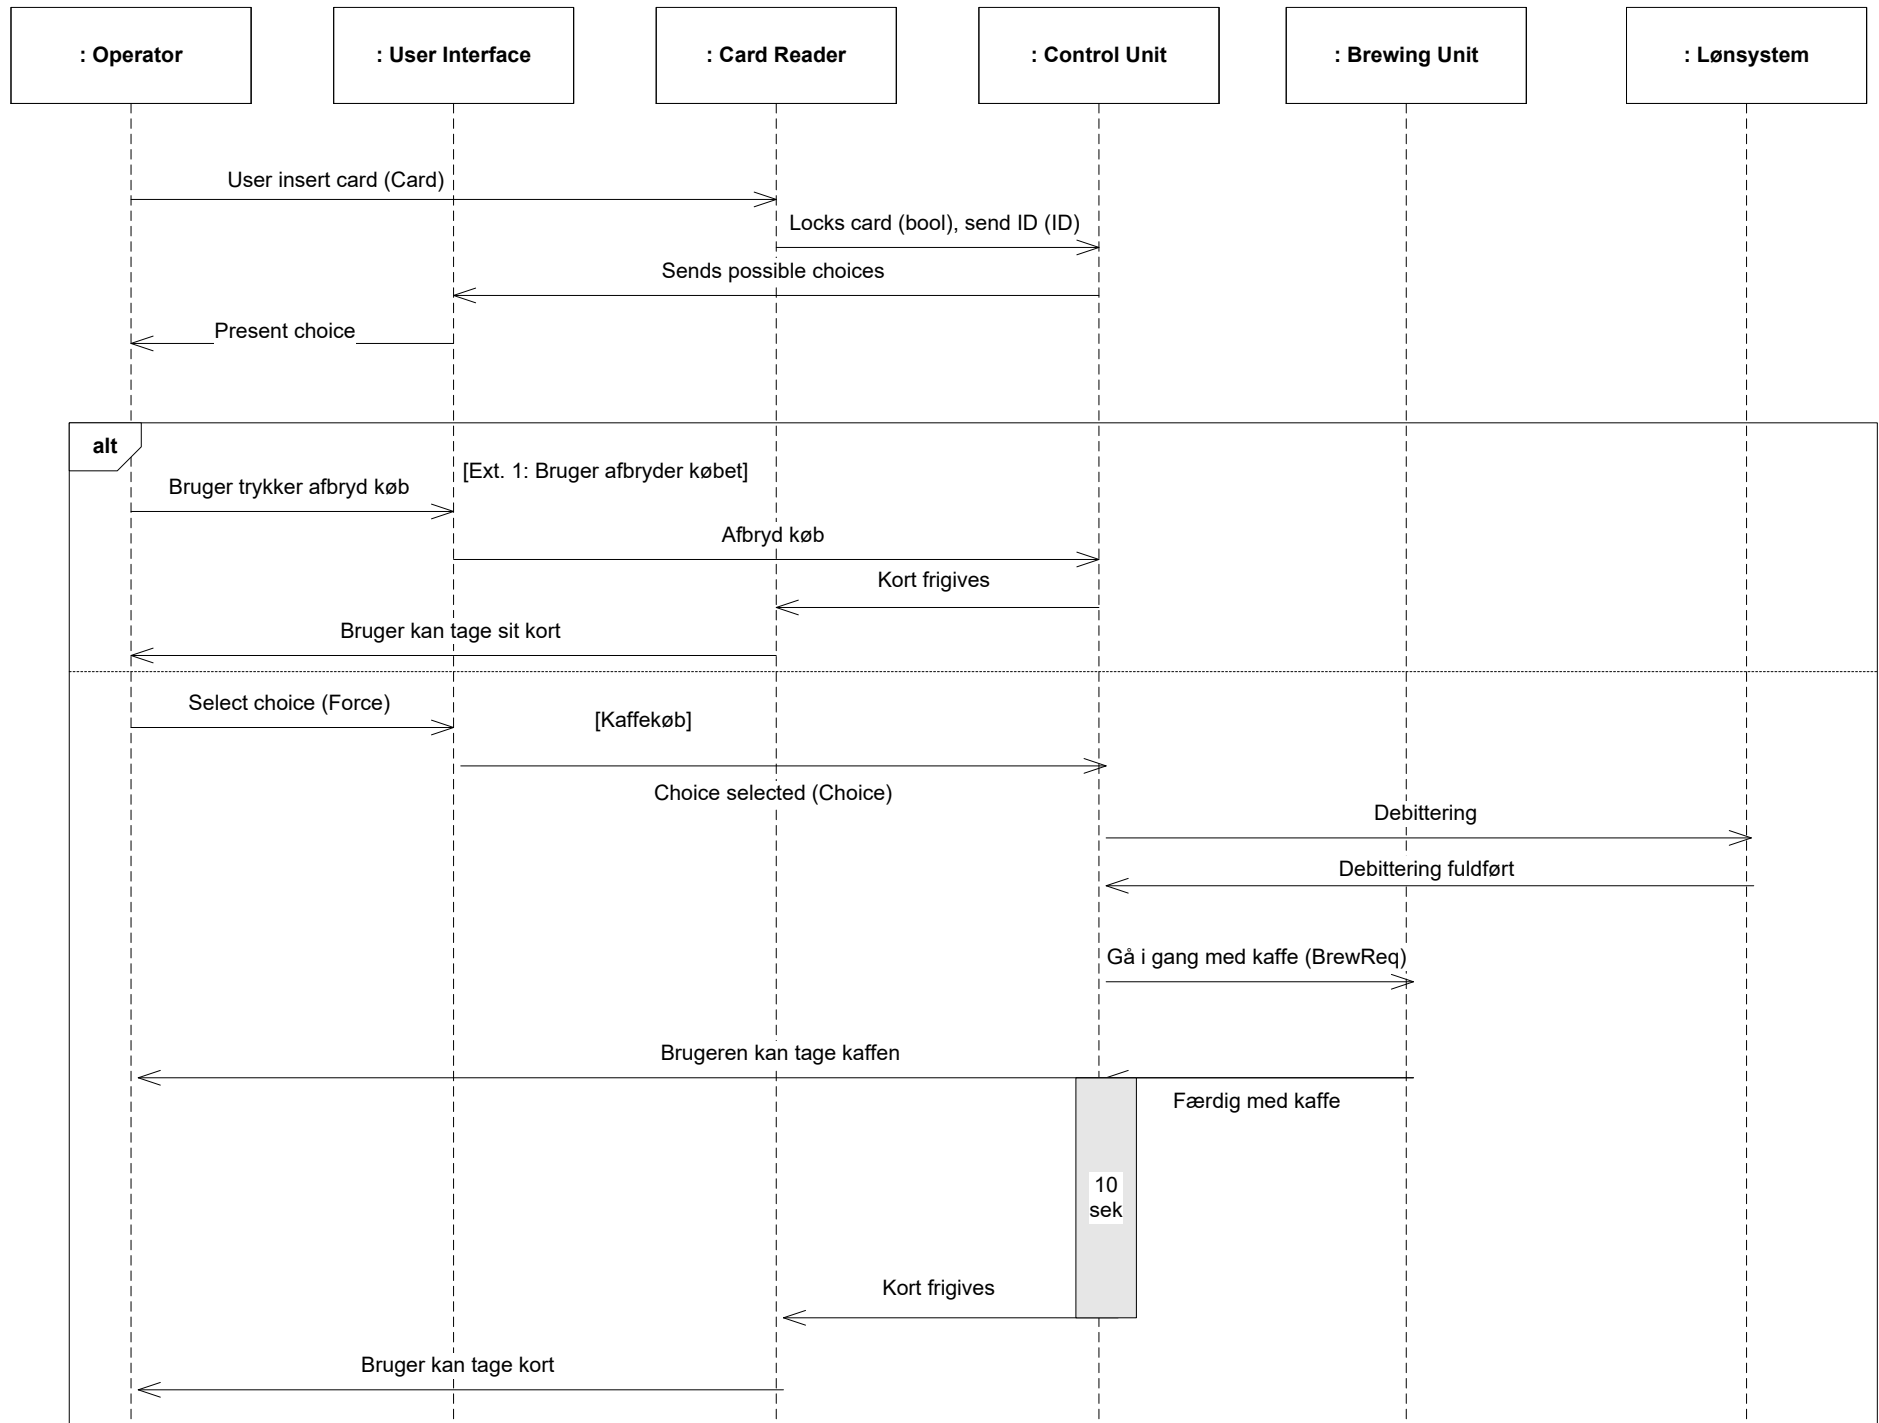 : Operator
: User Interface
: Card Reader
: Control Unit
: Brewing Unit
: Lønsystem
User insert card (Card)
Locks card (bool), send ID (ID)
Sends possible choices
Present choice
alt
[Ext. 1: Bruger afbryder købet]
Bruger trykker afbryd køb
Afbryd køb
Kort frigives
Bruger kan tage sit kort
Select choice (Force)
[Kaffekøb]
Choice selected (Choice)
Debittering
Debittering fuldført
Gå i gang med kaffe (BrewReq)
Brugeren kan tage kaffen
Færdig med kaffe
10
sek
Kort frigives
Bruger kan tage kort